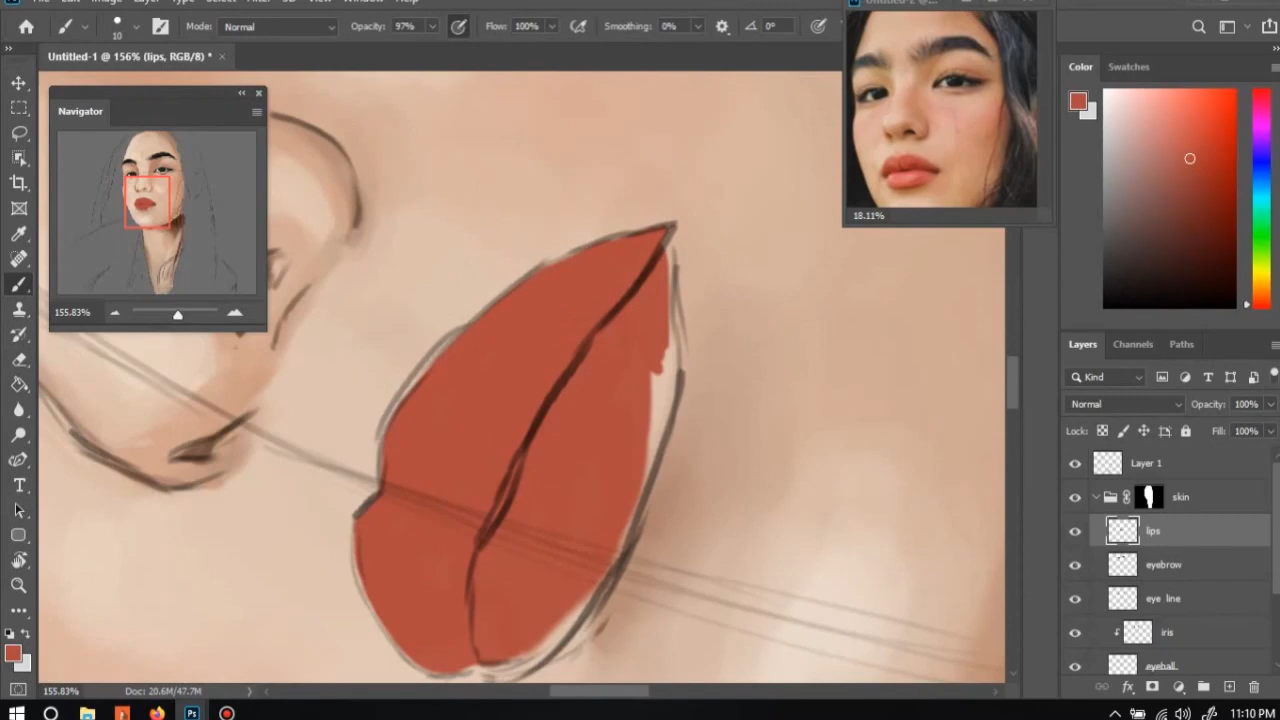 Mode: Normal Opacity: 97% Flow: 100% Smoothing: 0% 0°
10
Untitled-1 @ 156% (lips, RGB/8) *
Navigator
155.83%
18.11%
Color Swatches
Layers Channels Paths
Kind
Normal Opacity: 100%
Lock: Fill: 100%
Layer 1
skin
lips
eyebrow
eye line
iris
eyeball
155.83% Doc: 20.6M/47.7M
11:10 PM